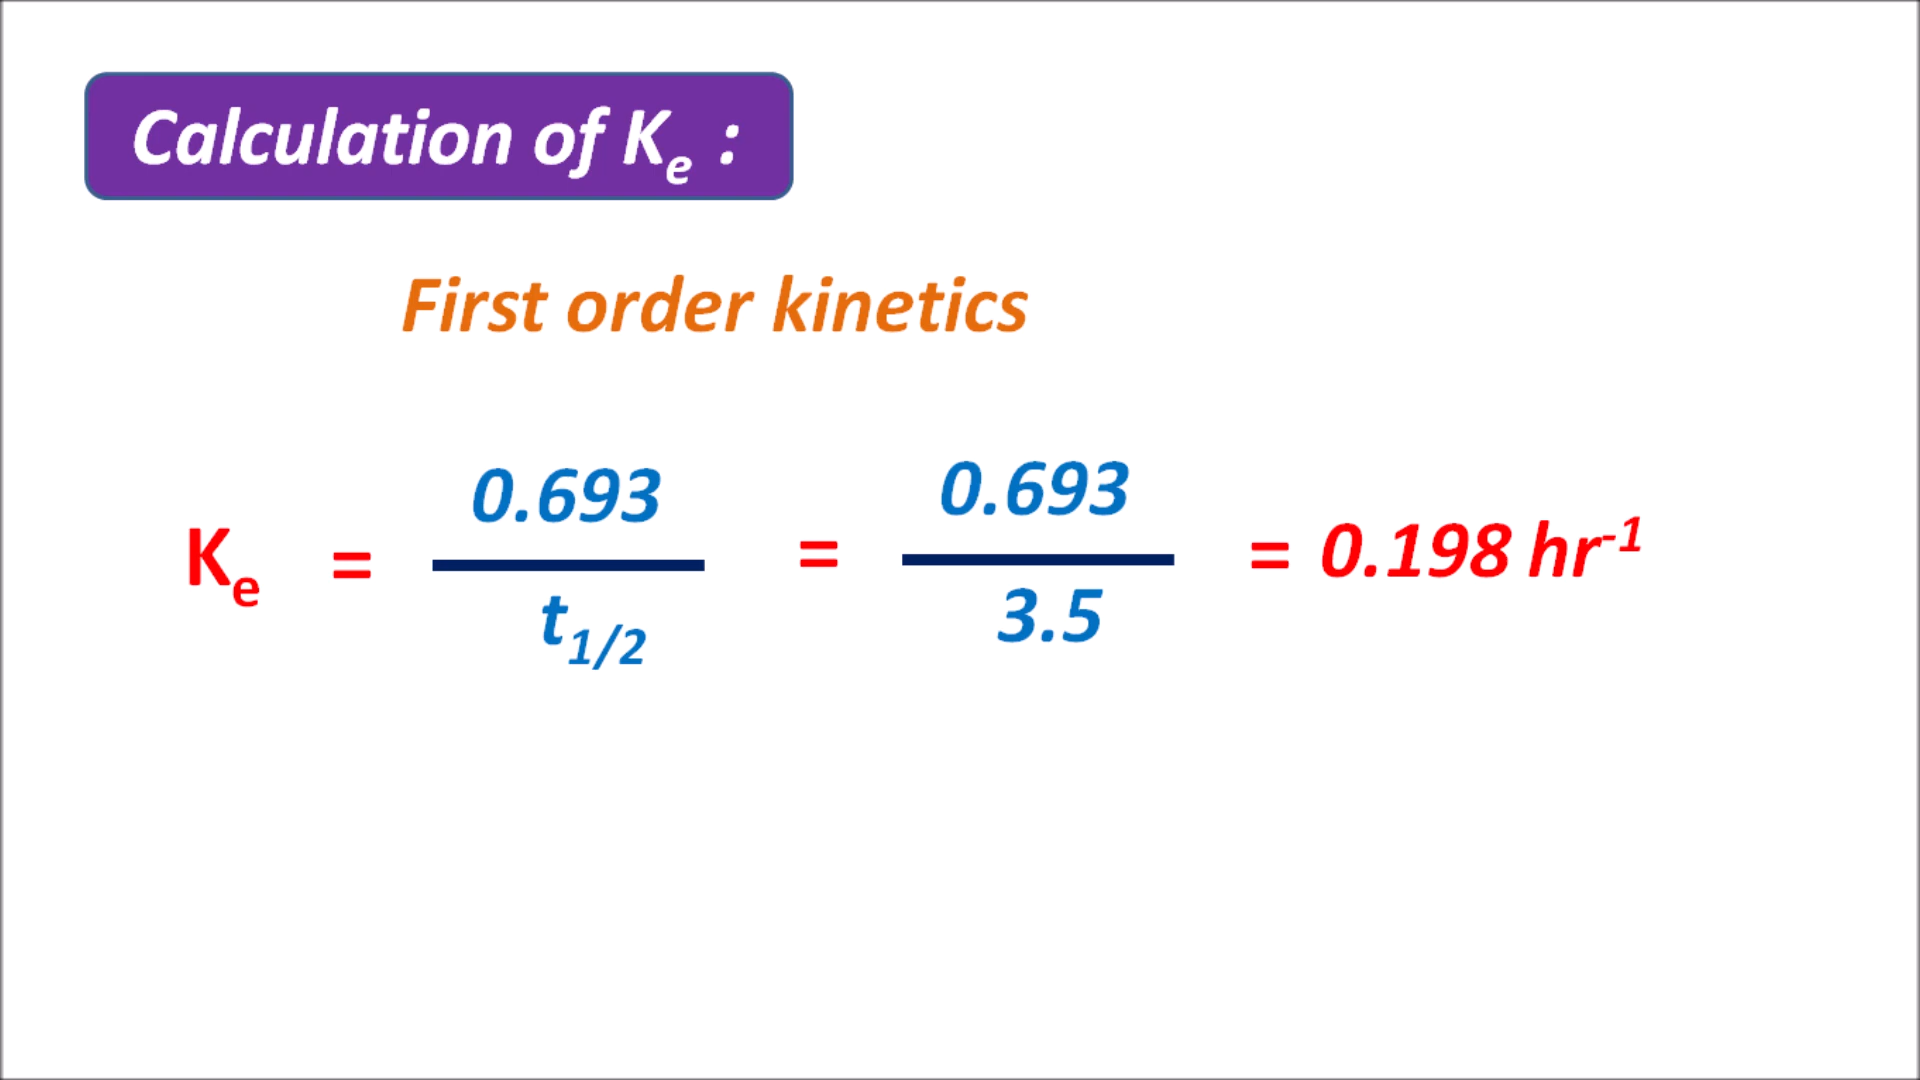 Calculation of Ke :
First order kinetics
Ke = 0.693 / t1/2 = 0.693 / 3.5 = 0.198 hr-1